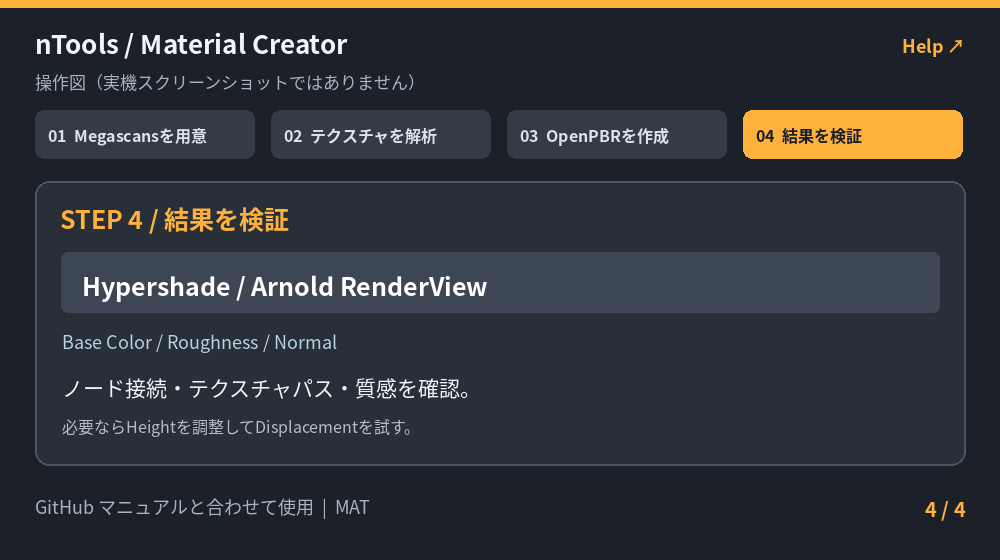 nTools / Material Creator
Help ↗
操作図（実機スクリーンショットではありません）
01 Megascansを用意
02 テクスチャを解析
03 OpenPBRを作成
04 結果を検証
STEP 4 / 結果を検証
Hypershade / Arnold RenderView
Base Color / Roughness / Normal
ノード接続・テクスチャパス・質感を確認。
必要ならHeightを調整してDisplacementを試す。
GitHub マニュアルと合わせて使用｜MAT
4 / 4